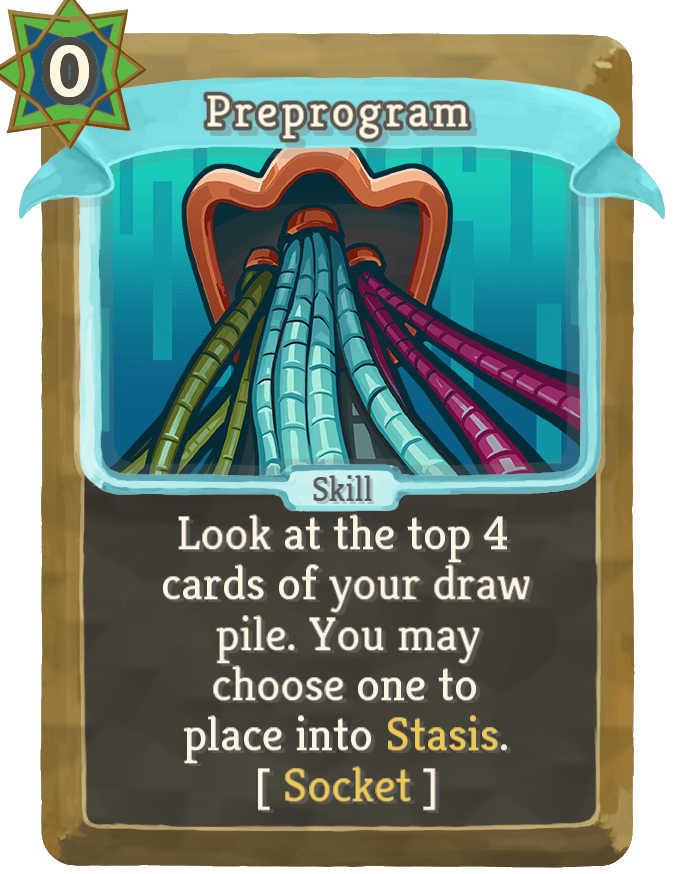 0
Preprogram
Skill
Look at the top 4
cards of your draw
pile. You may
choose one to
place into Stasis.
[ Socket ]